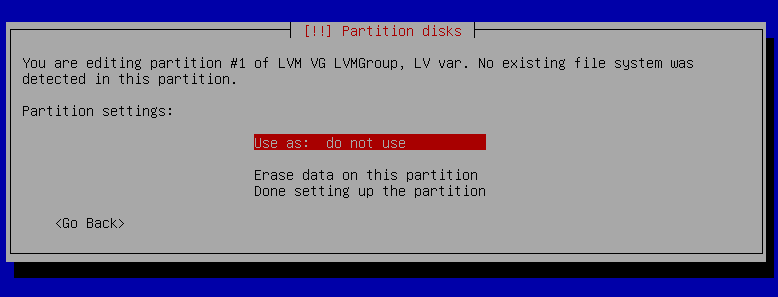 [!!] Partition disks
You are editing partition #1 of LVM VG LVMGroup, LV var. No existing file system was
detected in this partition.
Partition settings:
Use as: do not use
Erase data on this partition
Done setting up the partition
<Go Back>